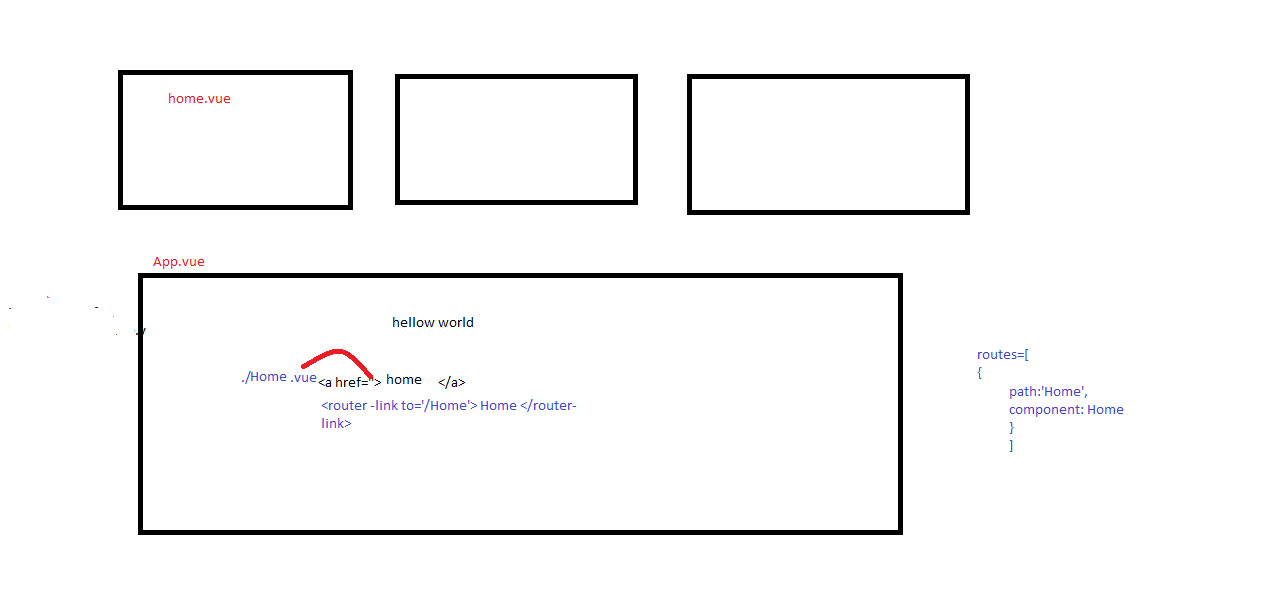 home.vue
App.vue
hellow world
./Home .vue <a href=''> home </a>
<router -link to='/Home'> Home </router-
link>
routes=[
{
path:'Home',
component: Home
}
]